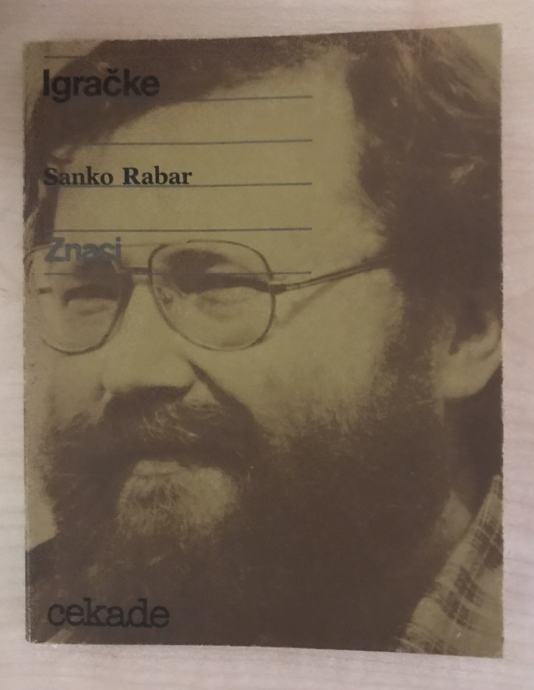 Igračke
Sanko Rabar
Znaci
cekade